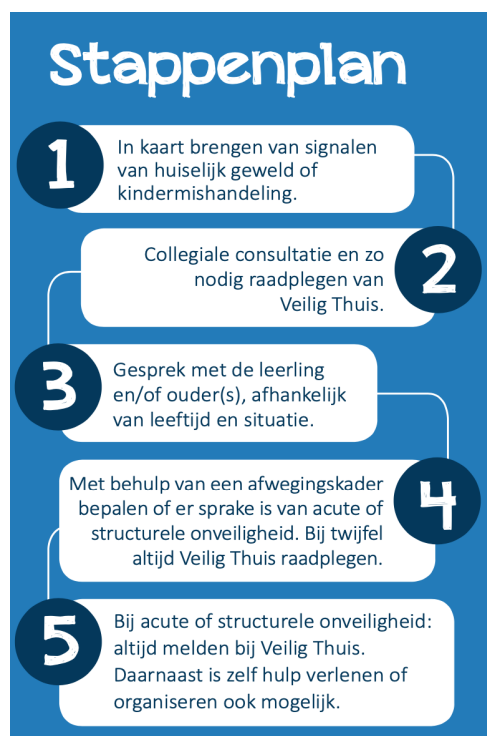 Stappenplan
1
In kaart brengen van signalen
van huiselijk geweld of
kindermishandeling.
2
Collegiale consultatie en zo
nodig raadplegen van
Veilig Thuis.
3
Gesprek met de leerling
en/of ouder(s), afhankelijk
van leeftijd en situatie.
4
Met behulp van een afwegingskader
bepalen of er sprake is van acute of
structurele onveiligheid. Bij twijfel
altijd Veilig Thuis raadplegen.
5
Bij acute of structurele onveiligheid:
altijd melden bij Veilig Thuis.
Daarnaast is zelf hulp verlenen of
organiseren ook mogelijk.